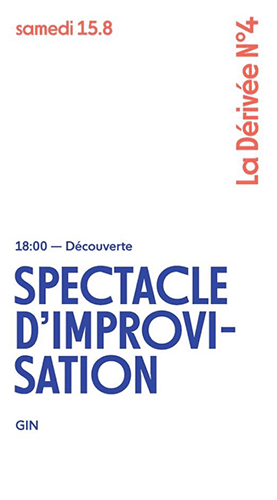 samedi 15.8
La Dérivée N°4
18:00 — Découverte
SPECTACLE
D'IMPROVI-
SATION
GIN